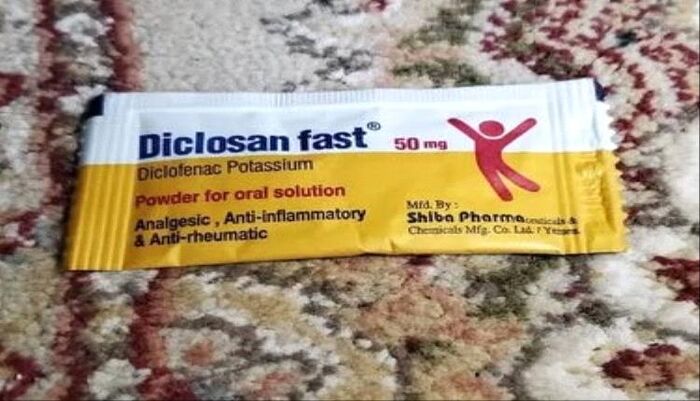 Diclosan fast® 50 mg
Diclofenac Potassium
Powder for oral solution
Analgesic , Anti-inflammatory
& Anti-rheumatic
Mfd. By :
Shiba Pharmaceuticals &
Chemicals Mfg. Co. Ltd. / Yemen.